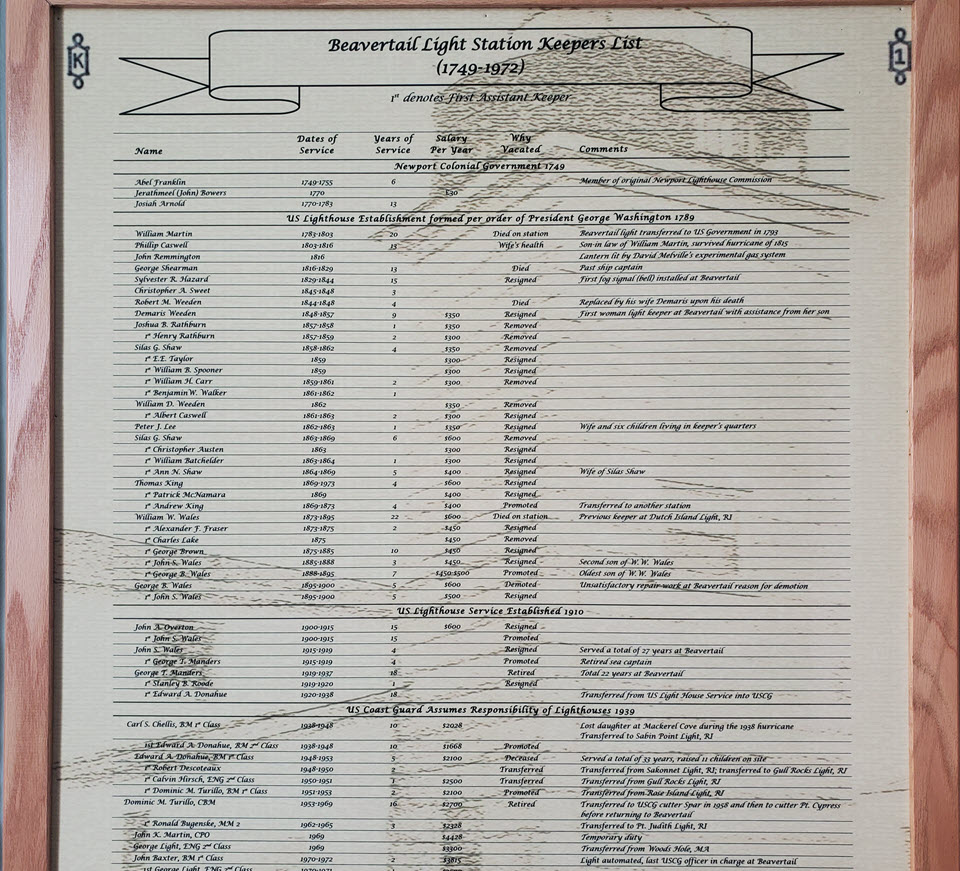 K
1
Beavertail Light Station Keepers List
(1749-1972)
1st denotes First Assistant Keeper
Name Dates of Service Years of Service Salary Per Year Why Vacated Comments
Newport Colonial Government 1749
Abel Franklin 1749-1755 6 Member of original Newport Lighthouse Commission
Jerathmeel (John) Bowers 1770 £30
Josiah Arnold 1770-1783 13
US Lighthouse Establishment formed per order of President George Washington 1789
William Martin 1783-1803 20 Died on station Beavertail light transferred to US Government in 1793
Phillip Caswell 1803-1816 13 Wife's health Son-in law of William Martin, survived hurricane of 1815
John Remmington 1816 Lantern lit by David Melville's experimental gas system
George Shearman 1816-1829 13 Died Past ship captain
Sylvester R. Hazard 1829-1844 15 Resigned First fog signal (bell) installed at Beavertail
Christopher A. Sweet 1845-1848 3
Robert M. Weeden 1844-1848 4 Died Replaced by his wife Demaris upon his death
Demaris Weeden 1848-1857 9 $350 Resigned First woman light keeper at Beavertail with assistance from her son
Joshua B. Rathburn 1857-1858 1 $350 Removed
1st Henry Rathburn 1857-1859 2 $300 Removed
Silas G. Shaw 1858-1862 4 $350 Removed
1st E.E. Taylor 1859 $300 Resigned
1st William B. Spooner 1859 $300 Resigned
1st William H. Carr 1859-1861 2 $300 Removed
1st Benjamin W. Walker 1861-1862 1
William D. Weeden 1862 $350 Removed
1st Albert Caswell 1861-1863 2 $300 Resigned
Peter J. Lee 1862-1863 1 $350 Resigned Wife and six children living in keeper's quarters
Silas G. Shaw 1863-1869 6 $600 Removed
1st Christopher Austen 1863 $300 Resigned
1st William Batchelder 1863-1864 1 $300 Resigned
1st Ann N. Shaw 1864-1869 5 $400 Resigned Wife of Silas Shaw
Thomas King 1869-1973 4 $600 Resigned
1st Patrick McNamara 1869 $400 Resigned
1st Andrew King 1869-1873 4 $400 Promoted Transferred to another station
William W. Wales 1873-1895 22 $600 Died on station Previous keeper at Dutch Island Light, RI
1st Alexander F. Fraser 1873-1875 2 $450 Resigned
1st Charles Lake 1875 $450 Removed
1st George Brown 1875-1885 10 $450 Resigned
1st John S. Wales 1885-1888 3 $450 Resigned Second son of W.W. Wales
1st George B. Wales 1888-1895 7 $450-$500 Promoted Oldest son of W.W. Wales
George B. Wales 1895-1900 5 $600 Demoted Unsatisfactory repair work at Beavertail reason for demotion
1st John S. Wales 1895-1900 5 $500 Resigned
US Lighthouse Service Established 1910
John A. Overton 1900-1915 15 $600 Resigned
1st John S. Wales 1900-1915 15 Promoted
John S. Wales 1915-1919 4 Resigned Served a total of 27 years at Beavertail
1st George T. Manders 1915-1919 4 Promoted Retired sea captain
George T. Manders 1919-1937 18 Retired Total 22 years at Beavertail
1st Stanley B. Roode 1919-1920 1 Resigned
1st Edward A. Donahue 1920-1938 18 Transferred from US Light House Service into USCG
US Coast Guard Assumes Responsibility of Lighthouses 1939
Carl S. Chellis, BM 1st Class 1938-1948 10 $2028 Lost daughter at Mackerel Cove during the 1938 hurricane
Transferred to Sabin Point Light, RI
1st Edward A. Donahue, BM 2nd Class 1938-1948 10 $1668 Promoted
Edward A. Donahue, BM 1st Class 1948-1953 5 $2100 Deceased Served a total of 33 years, raised 11 children on site
1st Robert Descoteaux 1948-1950 2 Transferred Transferred from Sakonnet Light, RI; transferred to Gull Rocks Light, RI
1st Calvin Hirsch, ENG 2nd Class 1950-1951 1 $2500 Transferred Transferred from Gull Rocks Light, RI
1st Dominic M. Turillo, BM 1st Class 1951-1953 2 $2100 Promoted Transferred from Rose Island Light, RI
Dominic M. Turillo, CBM 1953-1969 16 $2700 Retired Transferred to USCG cutter Spar in 1958 and then to cutter Pt. Cypress
before returning to Beavertail
1st Ronald Bugenske, MM 2 1962-1965 3 $2328 Transferred to Pt. Judith Light, RI
John K. Martin, CPO 1969 $4428 Temporary duty
George Light, ENG 2nd Class 1969 $3300 Transferred from Woods Hole, MA
John Baxter, BM 1st Class 1970-1972 2 $3815 Light automated, last USCG officer in charge at Beavertail
1st George Light, ENG 2nd Class 1970-1971 1